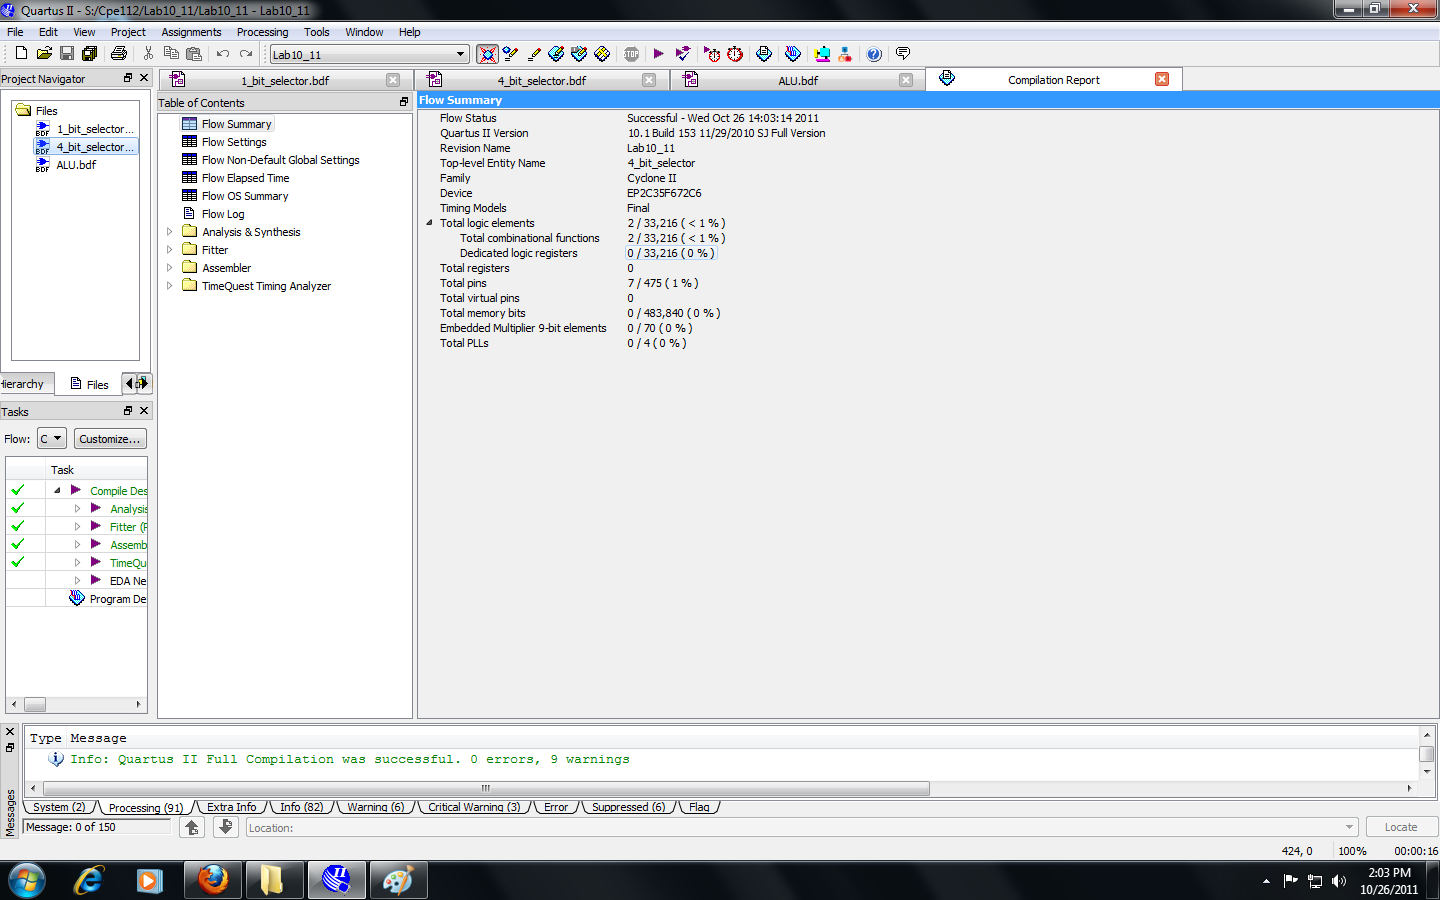 Quartus II - S:/Cpe112/Lab10_11/Lab10_11 - Lab10_11
File Edit View Project Assignments Processing Tools Window Help
Lab10_11
STOP
Project Navigator
1_bit_selector.bdf
4_bit_selector.bdf
ALU.bdf
Compilation Report
Files
1_bit_selector...
4_bit_selector...
ALU.bdf
Hierarchy
Files
Tasks
Flow: C Customize...
Task
Compile Des
Analysis
Fitter (P
Assemb
TimeQu
EDA Ne
Program De
Table of Contents
Flow Summary
Flow Settings
Flow Non-Default Global Settings
Flow Elapsed Time
Flow OS Summary
Flow Log
Analysis & Synthesis
Fitter
Assembler
TimeQuest Timing Analyzer
Flow Summary
Flow Status Successful - Wed Oct 26 14:03:14 2011
Quartus II Version 10.1 Build 153 11/29/2010 SJ Full Version
Revision Name Lab10_11
Top-level Entity Name 4_bit_selector
Family Cyclone II
Device EP2C35F672C6
Timing Models Final
Total logic elements 2 / 33,216 ( < 1 % )
Total combinational functions 2 / 33,216 ( < 1 % )
Dedicated logic registers 0 / 33,216 ( 0 % )
Total registers 0
Total pins 7 / 475 ( 1 % )
Total virtual pins 0
Total memory bits 0 / 483,840 ( 0 % )
Embedded Multiplier 9-bit elements 0 / 70 ( 0 % )
Total PLLs 0 / 4 ( 0 % )
Messages
Type Message
Info: Quartus II Full Compilation was successful. 0 errors, 9 warnings
System (2) Processing (91) Extra Info Info (82) Warning (6) Critical Warning (3) Error Suppressed (6) Flag
Message: 0 of 150
Location:
Locate
424, 0 100% 00:00:16
2:03 PM
10/26/2011